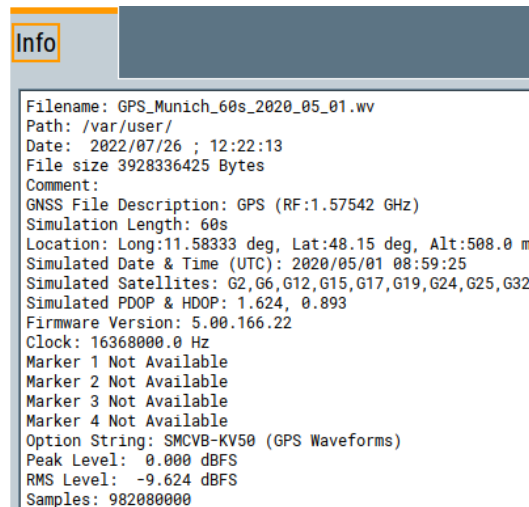 Info
Filename: GPS_Munich_60s_2020_05_01.wv
Path: /var/user/
Date:  2022/07/26 ; 12:22:13
File size 3928336425 Bytes
Comment:
GNSS File Description: GPS (RF:1.57542 GHz)
Simulation Length: 60s
Location: Long:11.58333 deg, Lat:48.15 deg, Alt:508.0 m
Simulated Date & Time (UTC): 2020/05/01 08:59:25
Simulated Satellites: G2,G6,G12,G15,G17,G19,G24,G25,G32
Simulated PDOP & HDOP: 1.624, 0.893
Firmware Version: 5.00.166.22
Clock: 16368000.0 Hz
Marker 1 Not Available
Marker 2 Not Available
Marker 3 Not Available
Marker 4 Not Available
Option String: SMCVB-KV50 (GPS Waveforms)
Peak Level:  0.000 dBFS
RMS Level:  -9.624 dBFS
Samples: 982080000